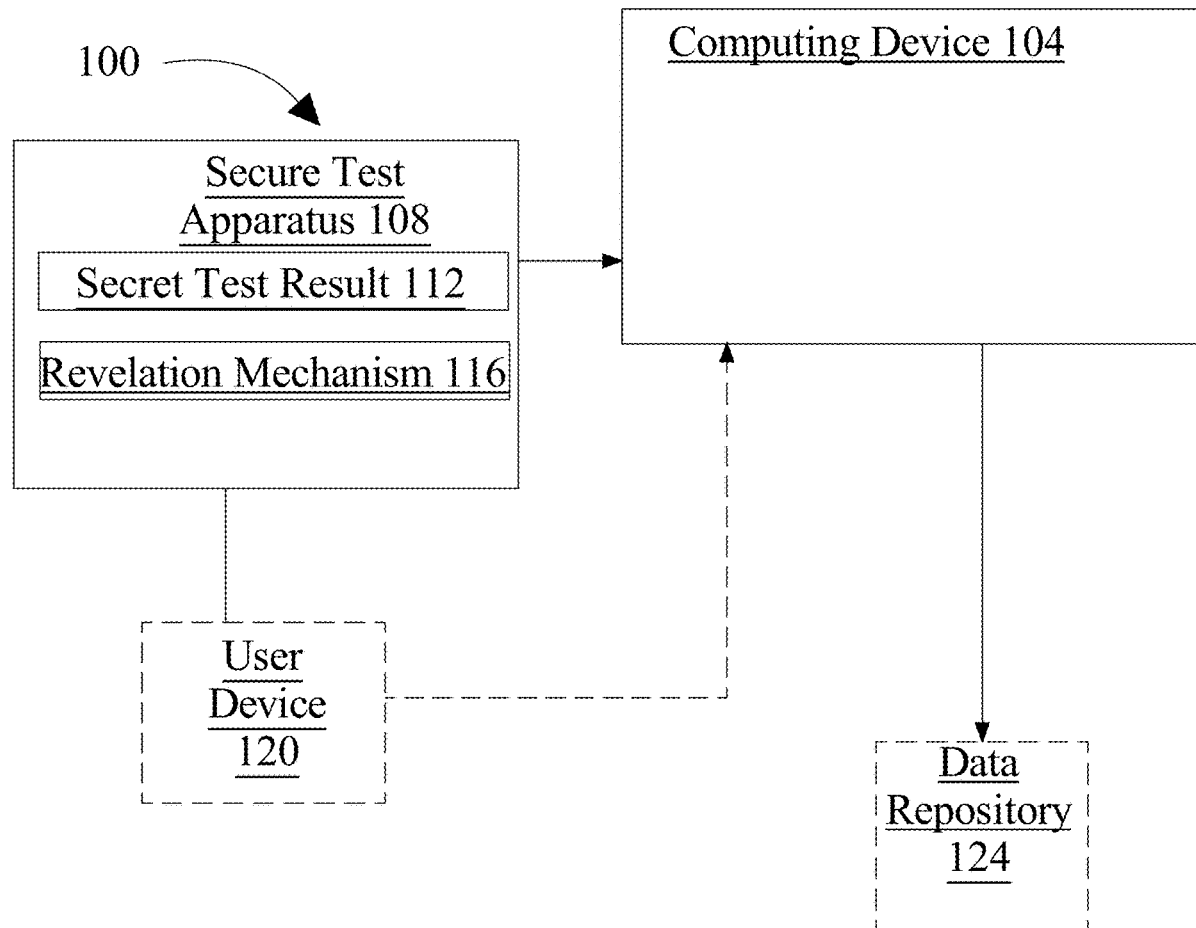 100
Computing Device 104
Secure Test
Apparatus 108
Secret Test Result 112
Revelation Mechanism 116
User
Device
120
Data
Repository
124